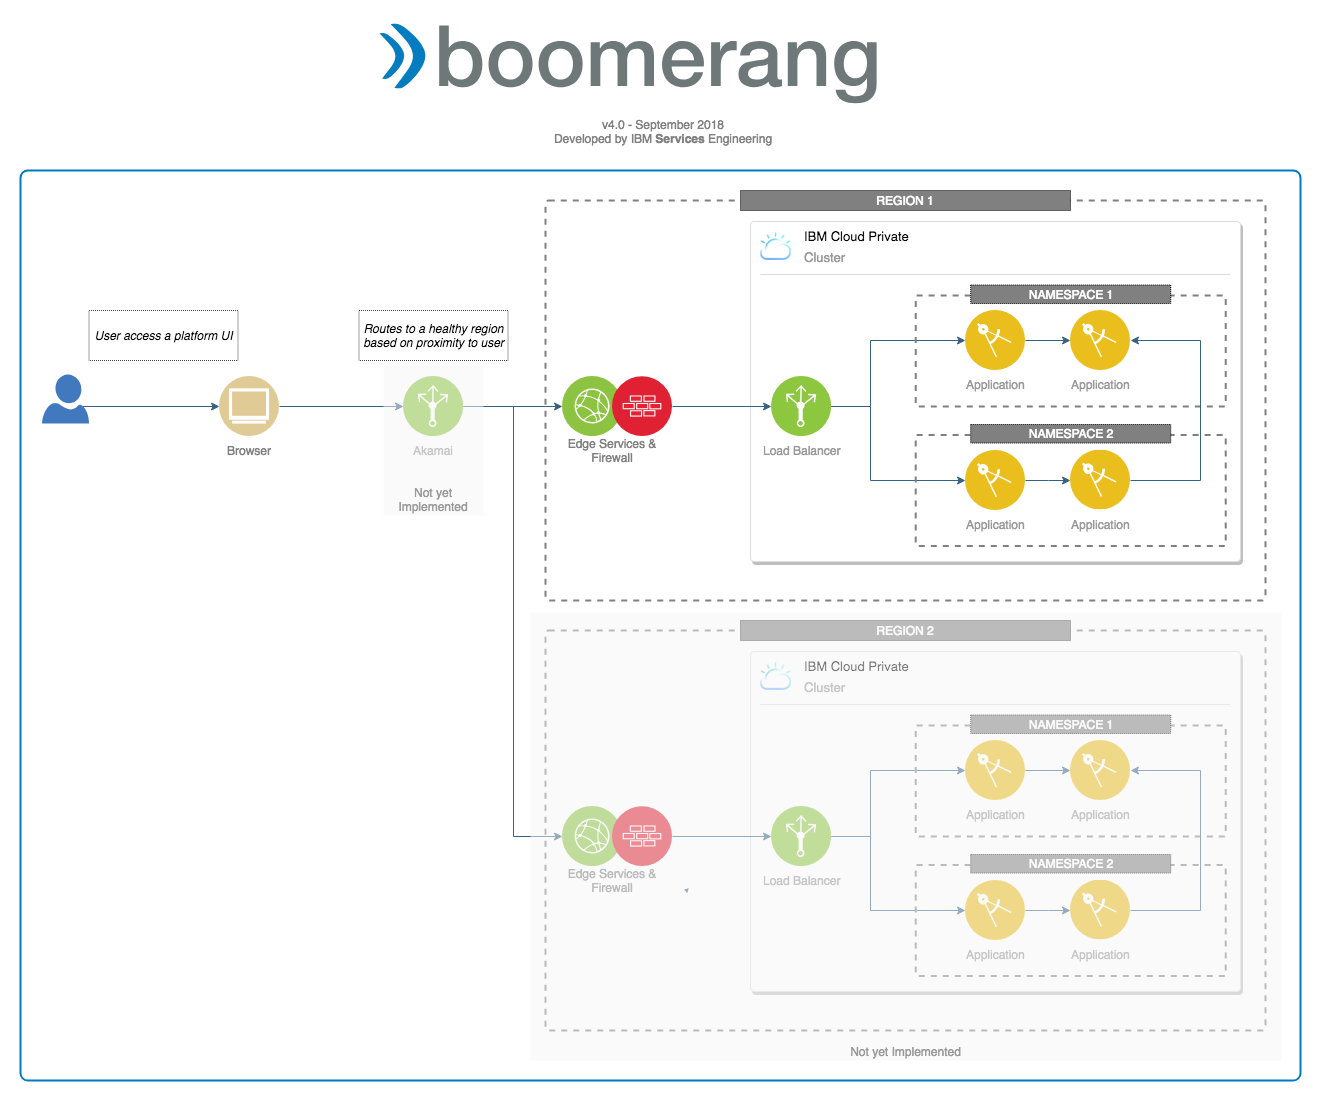 boomerang
v4.0 - September 2018
Developed by IBM Services Engineering
REGION 1
IBM Cloud Private
Cluster
NAMESPACE 1
User access a platform UI
Routes to a healthy region
based on proximity to user
Application
Application
NAMESPACE 2
Browser
Akamai
Edge Services &
Firewall
Load Balancer
Not yet
Implemented
Application
Application
REGION 2
IBM Cloud Private
Cluster
NAMESPACE 1
Application
Application
NAMESPACE 2
Edge Services &
Firewall
Load Balancer
Application
Application
Not yet Implemented